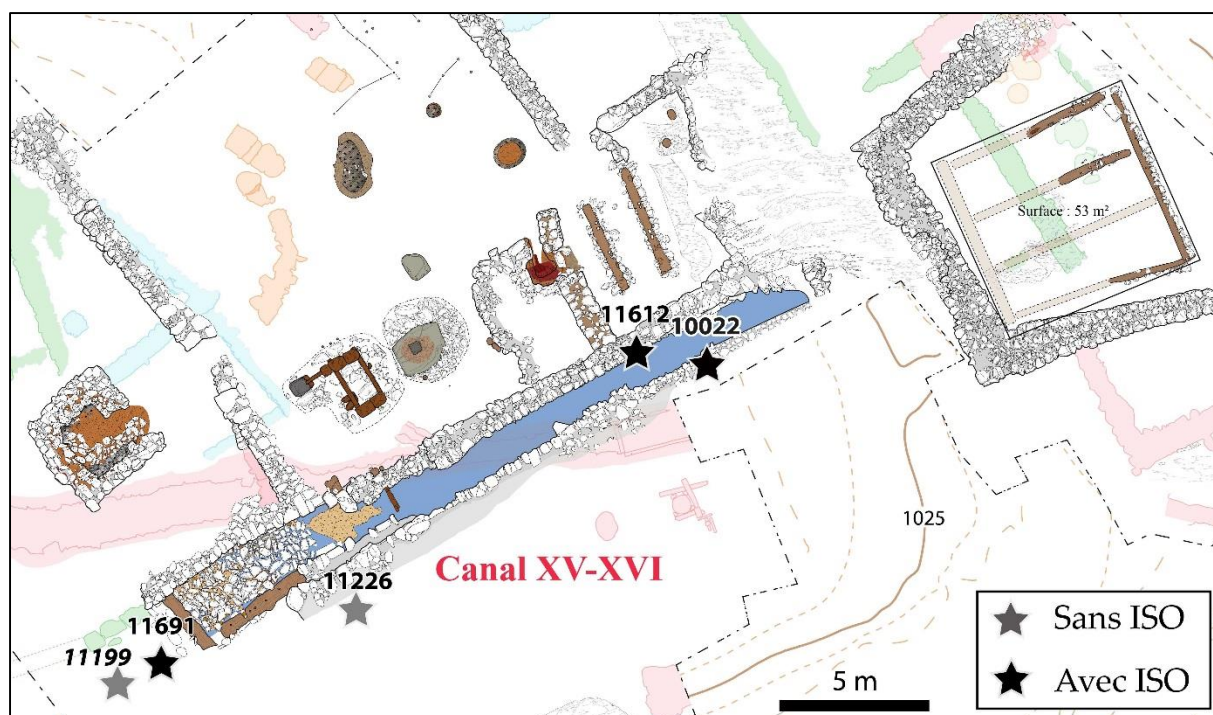 Surface : 53 m²
11612
10022
1025
Canal XV-XVI
11226
11691
11199
Sans ISO
Avec ISO
5 m